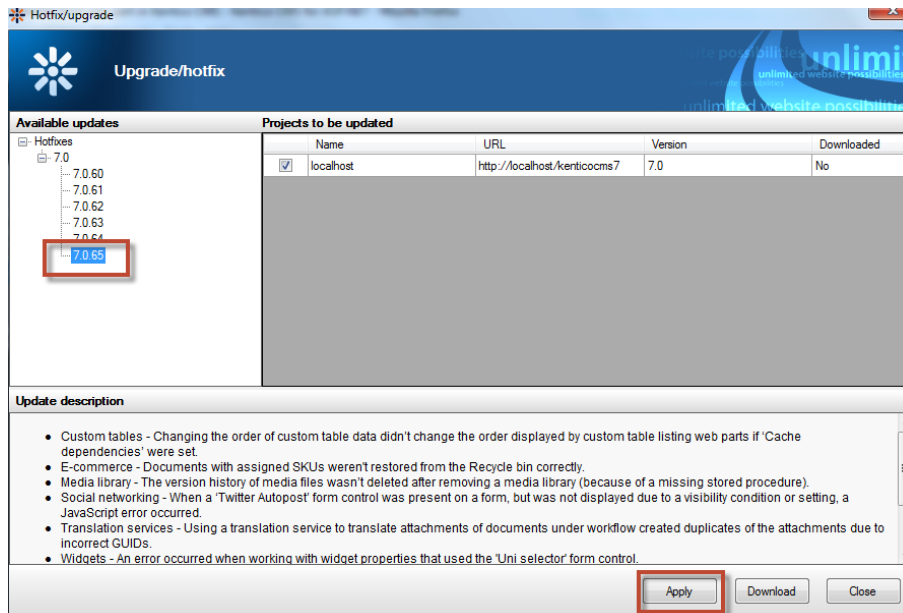 Hotfix/upgrade
Upgrade/hotfix
unlimi
unlimited website possibilities
unlimited website possibiliti
Available updates
Projects to be updated
Hotfixes
7.0
7.0.60
7.0.61
7.0.62
7.0.63
7.0.64
7.0.65
Name URL Version Downloaded
localhost http://localhost/kenticocms7 7.0 No
Update description
• Custom tables - Changing the order of custom table data didn't change the order displayed by custom table listing web parts if 'Cache
dependencies' were set.
• E-commerce - Documents with assigned SKUs weren't restored from the Recycle bin correctly.
• Media library - The version history of media files wasn't deleted after removing a media library (because of a missing stored procedure).
• Social networking - When a 'Twitter Autopost' form control was present on a form, but was not displayed due to a visibility condition or setting, a
JavaScript error occurred.
• Translation services - Using a translation service to translate attachments of documents under workflow created duplicates of the attachments due to
incorrect GUIDs.
• Widgets - An error occurred when working with widget properties that used the 'Uni selector' form control.
Apply Download Close